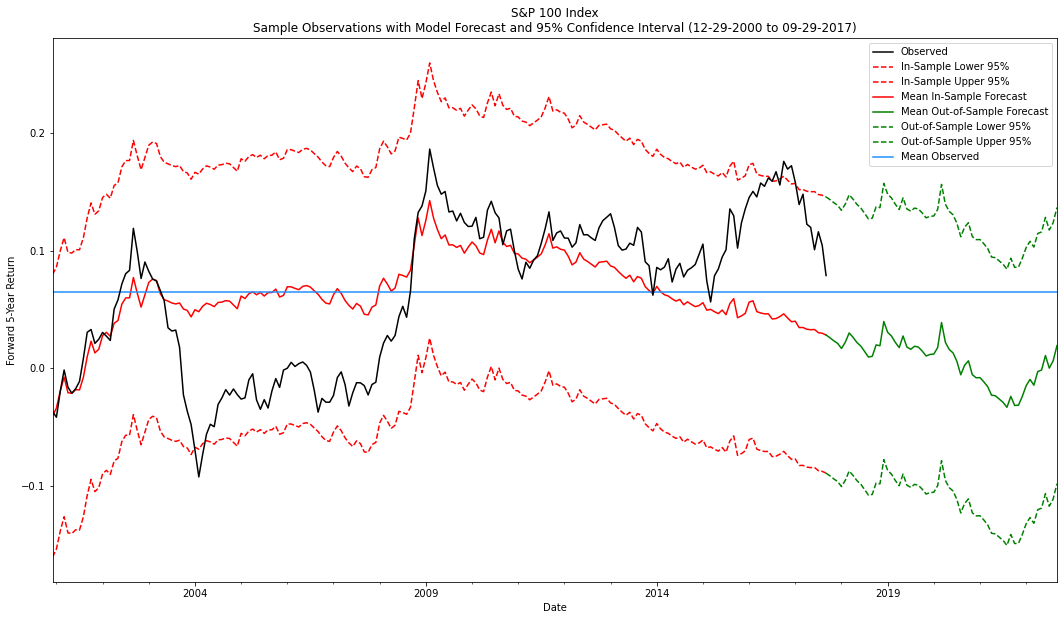 S&P 100 Index
Sample Observations with Model Forecast and 95% Confidence Interval (12-29-2000 to 09-29-2017)
Observed
In-Sample Lower 95%
In-Sample Upper 95%
Mean In-Sample Forecast
Mean Out-of-Sample Forecast
Out-of-Sample Lower 95%
Out-of-Sample Upper 95%
Mean Observed
Forward 5-Year Return
0.2
0.1
0.0
−0.1
2004
2009
2014
2019
Date